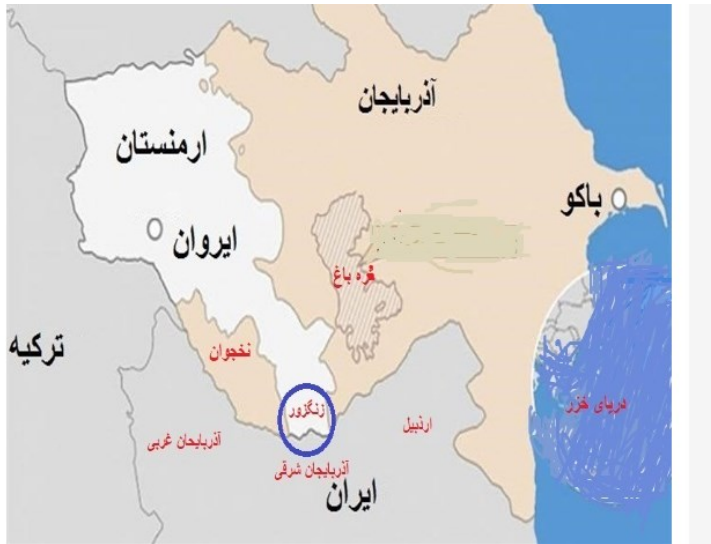 آذربایجان
ارمنستان
باکو
ایروان
قره باغ
ترکیه
نخجوان
زنگزور
دریای خزر
اردبیل
آذربایجان غربی
آذربایجان شرقی
ایران